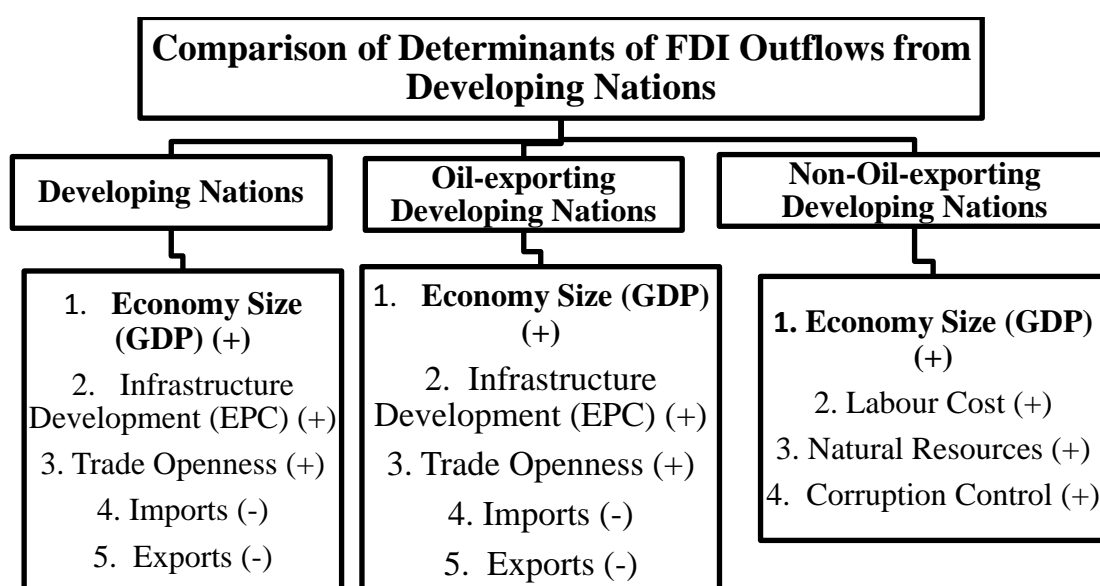 Comparison of Determinants of FDI Outflows from
Developing Nations
Developing Nations
Oil-exporting
Developing Nations
Non-Oil-exporting
Developing Nations
1. Economy Size
(GDP) (+)
2. Infrastructure
Development (EPC) (+)
3. Trade Openness (+)
4. Imports (-)
5. Exports (-)
1. Economy Size (GDP)
(+)
2. Infrastructure
Development (EPC) (+)
3. Trade Openness (+)
4. Imports (-)
5. Exports (-)
1. Economy Size (GDP)
(+)
2. Labour Cost (+)
3. Natural Resources (+)
4. Corruption Control (+)